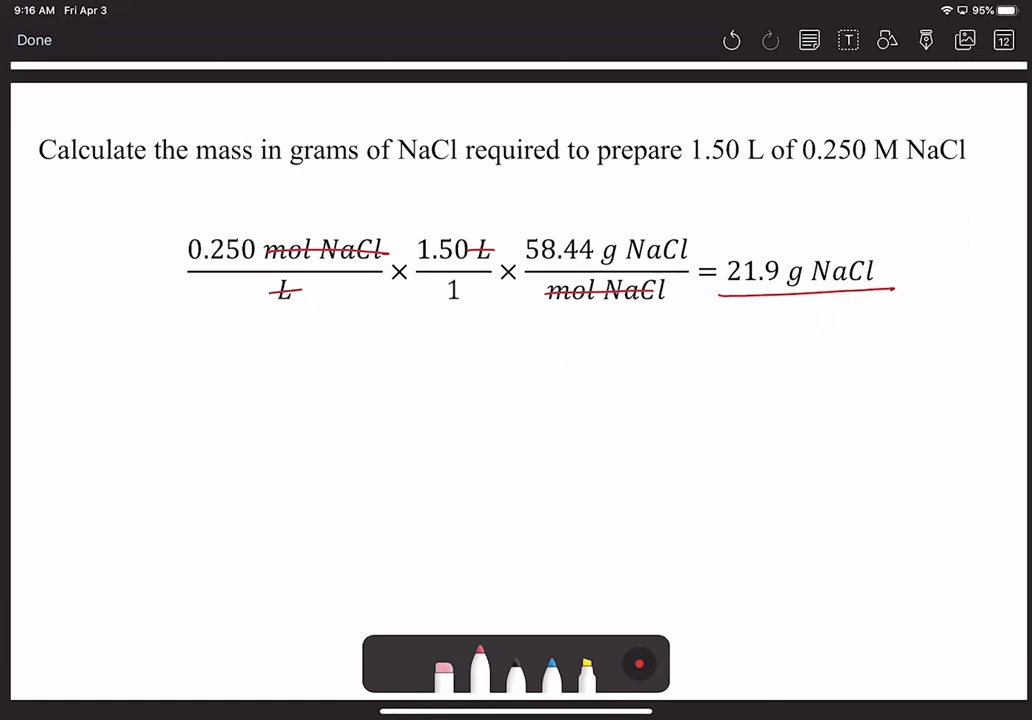 9:16 AM Fri Apr 3 95%
Done T 12
Calculate the mass in grams of NaCl required to prepare 1.50 L of 0.250 M NaCl
0.250 mol NaCl / L × 1.50 L / 1 × 58.44 g NaCl / mol NaCl = 21.9 g NaCl